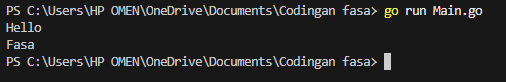 PS C:\Users\HP OMEN\OneDrive\Documents\Codingan fasa> go run Main.go
Hello
Fasa
PS C:\Users\HP OMEN\OneDrive\Documents\Codingan fasa>